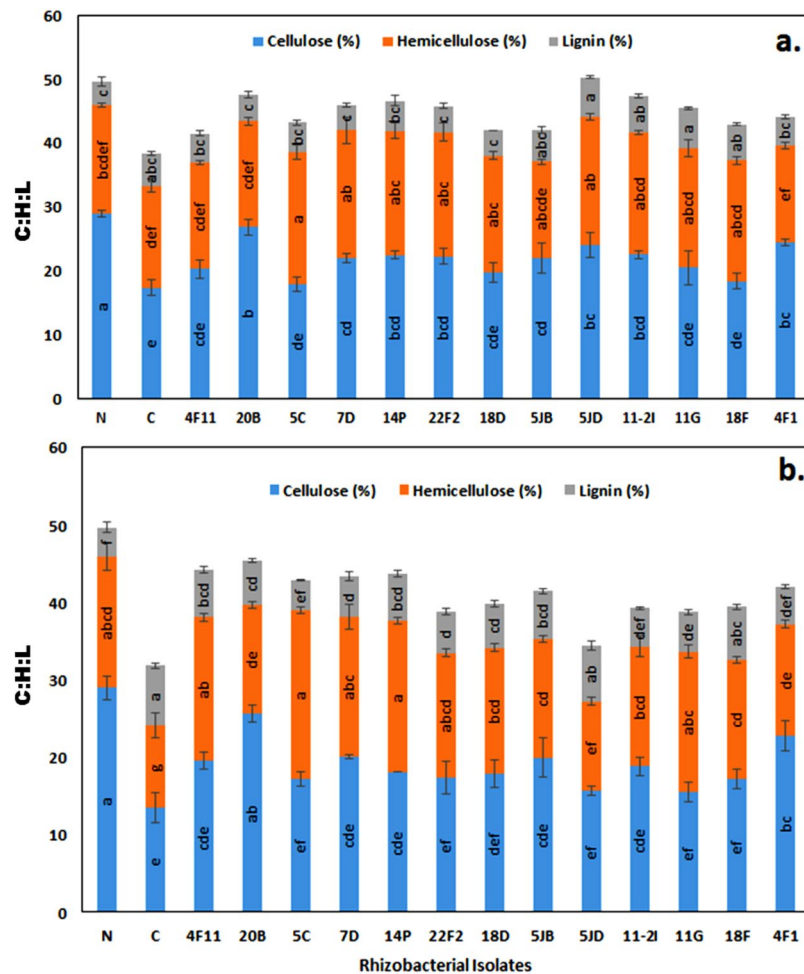 60
50
40
30
20
10
0
C:H:L
Cellulose (%) Hemicellulose (%) Lignin (%)
a.
c abc bc c bc c bc c c abc a ab a ab bc
bcdef def cdef cdef a ab abc abc abc abcde ab abcd abcd abcd ef
a e cde b de cd bcd bcd cde cd bc bcd cde de bc
N C 4F11 20B 5C 7D 14P 22F2 18D 5JB 5JD 11-2I 11G 18F 4F1
60
50
40
30
20
10
0
C:H:L
Cellulose (%) Hemicellulose (%) Lignin (%)
b.
f a bcd cd ef d bcd d cd bcd ab def de abc def
abcd g ab de a abc a abcd bcd cd ef bcd abc cd de
a e cde ab ef cde cde ef def cde ef cde ef ef bc
N C 4F11 20B 5C 7D 14P 22F2 18D 5JB 5JD 11-2I 11G 18F 4F1
Rhizobacterial Isolates